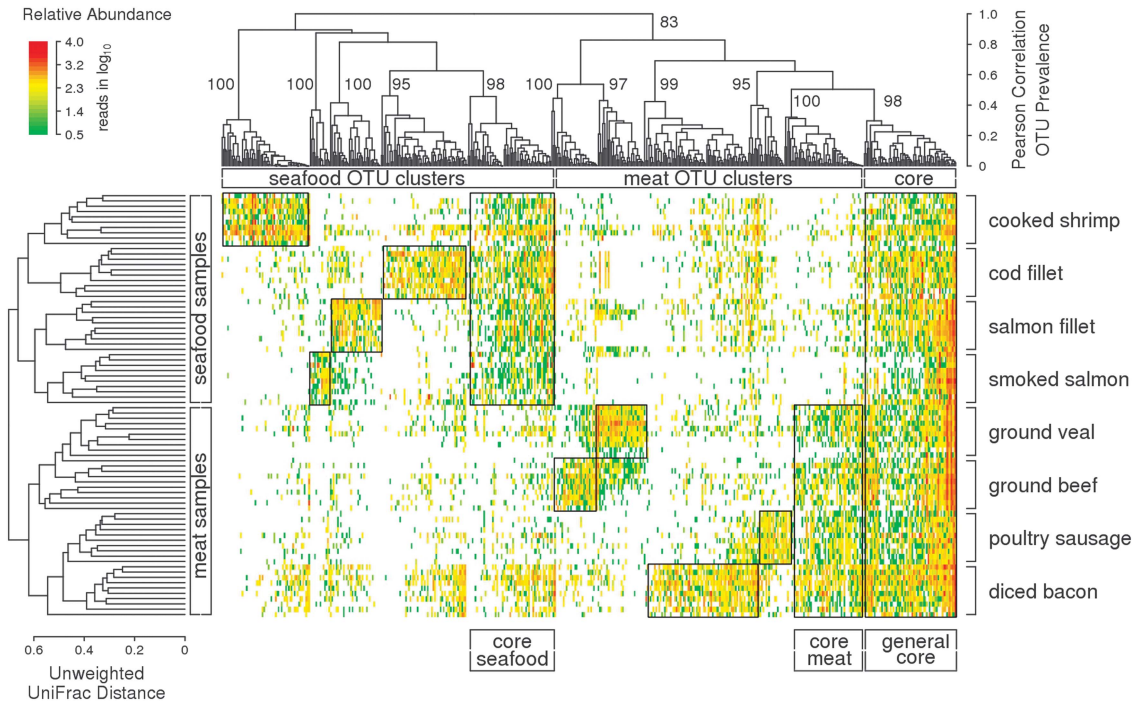 Relative Abundance
4.0
3.2
2.3
1.4
0.5
reads in log10
83
100
100
100
95
98
100
97
99
95
100
98
1.0
0.8
0.6
0.4
0.2
0
Pearson Correlation
OTU Prevalence
seafood OTU clusters
meat OTU clusters
core
seafood samples
meat samples
cooked shrimp
cod fillet
salmon fillet
smoked salmon
ground veal
ground beef
poultry sausage
diced bacon
core
seafood
core
meat
general
core
0.6
0.4
0.2
0
Unweighted
UniFrac Distance